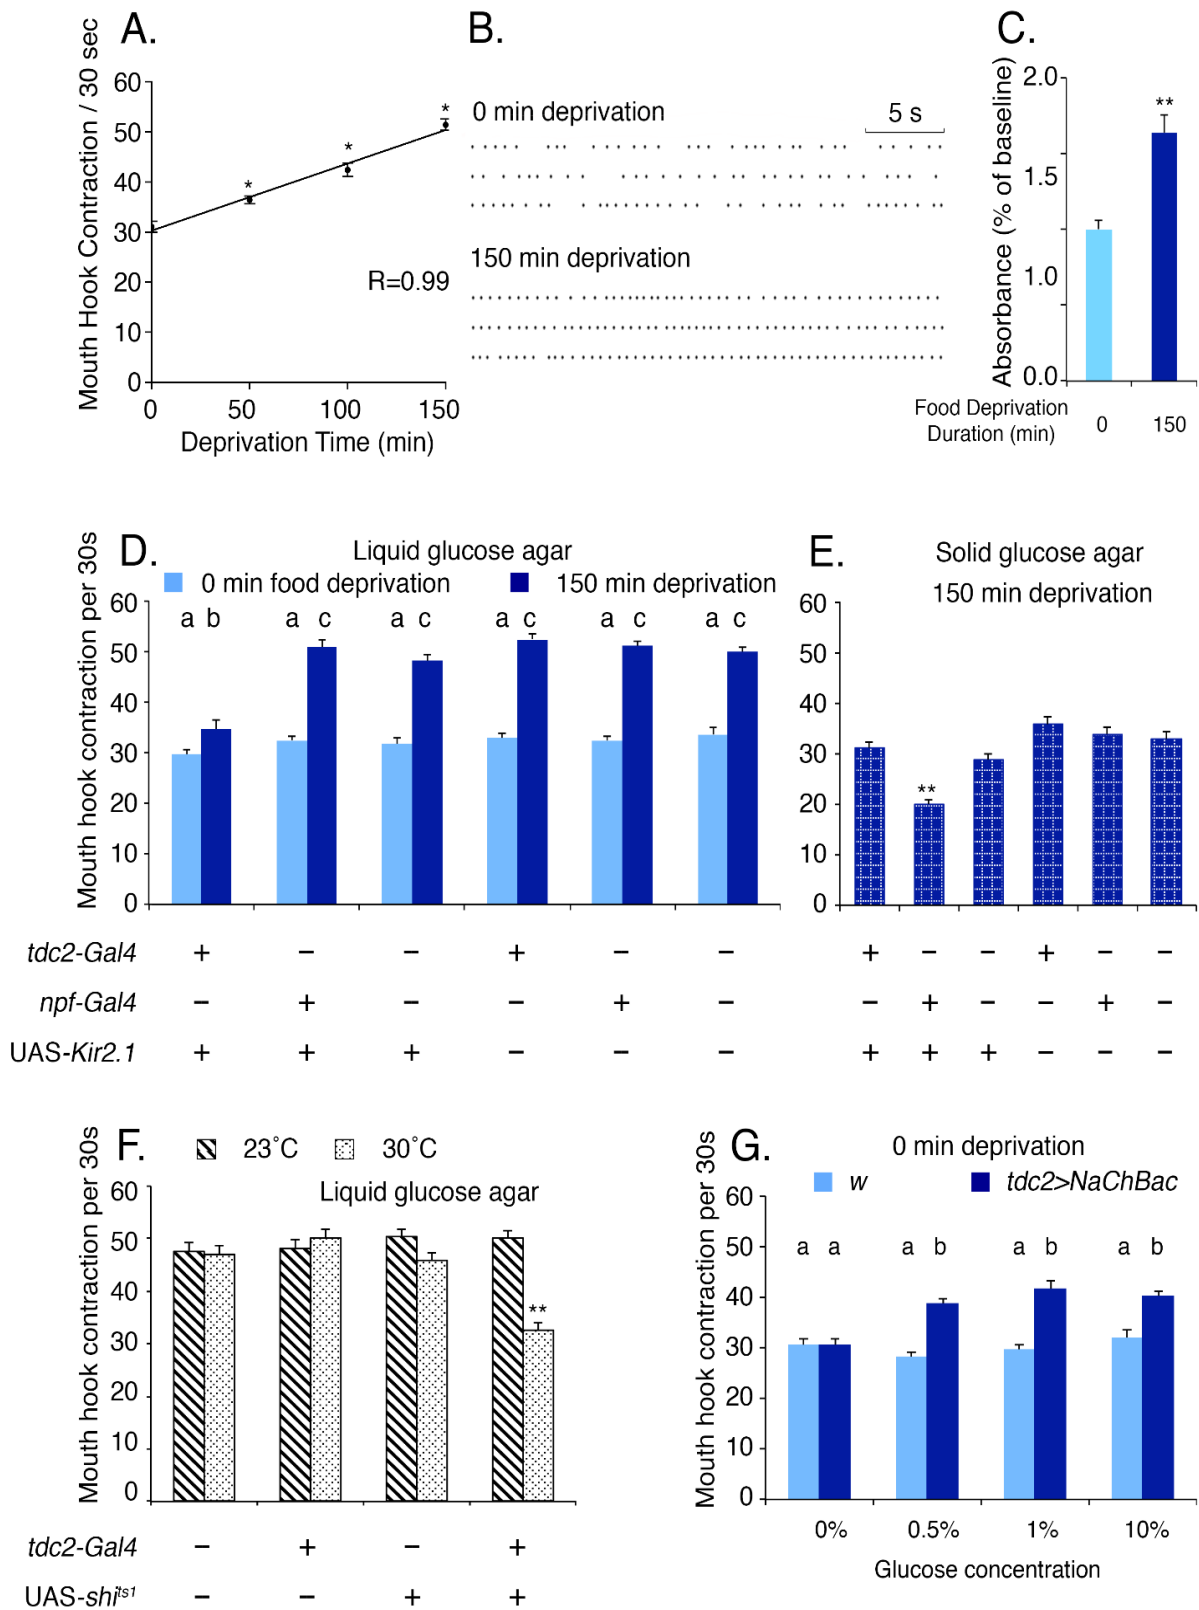 A.
Mouth Hook Contraction / 30 sec
60
50
40
30
20
10
0
*
*
*
R=0.99
0 50 100 150
Deprivation Time (min)
B.
0 min deprivation
5 s
150 min deprivation
C.
Absorbance (% of baseline)
2.0
1.5
1.0
0.0
**
Food Deprivation
Duration (min)
0 150
D.
Mouth hook contraction per 30s
Liquid glucose agar
0 min food deprivation 150 min deprivation
60
50
40
30
20
10
0
a b a c a c a c a c a c
E.
Solid glucose agar
150 min deprivation
60
50
40
30
20
10
0
**
tdc2-Gal4 + − − + − − + − − + − −
npf-Gal4 − + − − + − − + − − + −
UAS-Kir2.1 + + + − − − + + + − − −
F.
Mouth hook contraction per 30s
23˚C 30˚C
Liquid glucose agar
60
50
40
30
20
10
0
**
tdc2-Gal4 − + − +
UAS-shits1 − − + +
G.
Mouth hook contraction per 30s
0 min deprivation
w tdc2>NaChBac
60
50
40
30
20
10
0
a a a b a b a b
0% 0.5% 1% 10%
Glucose concentration